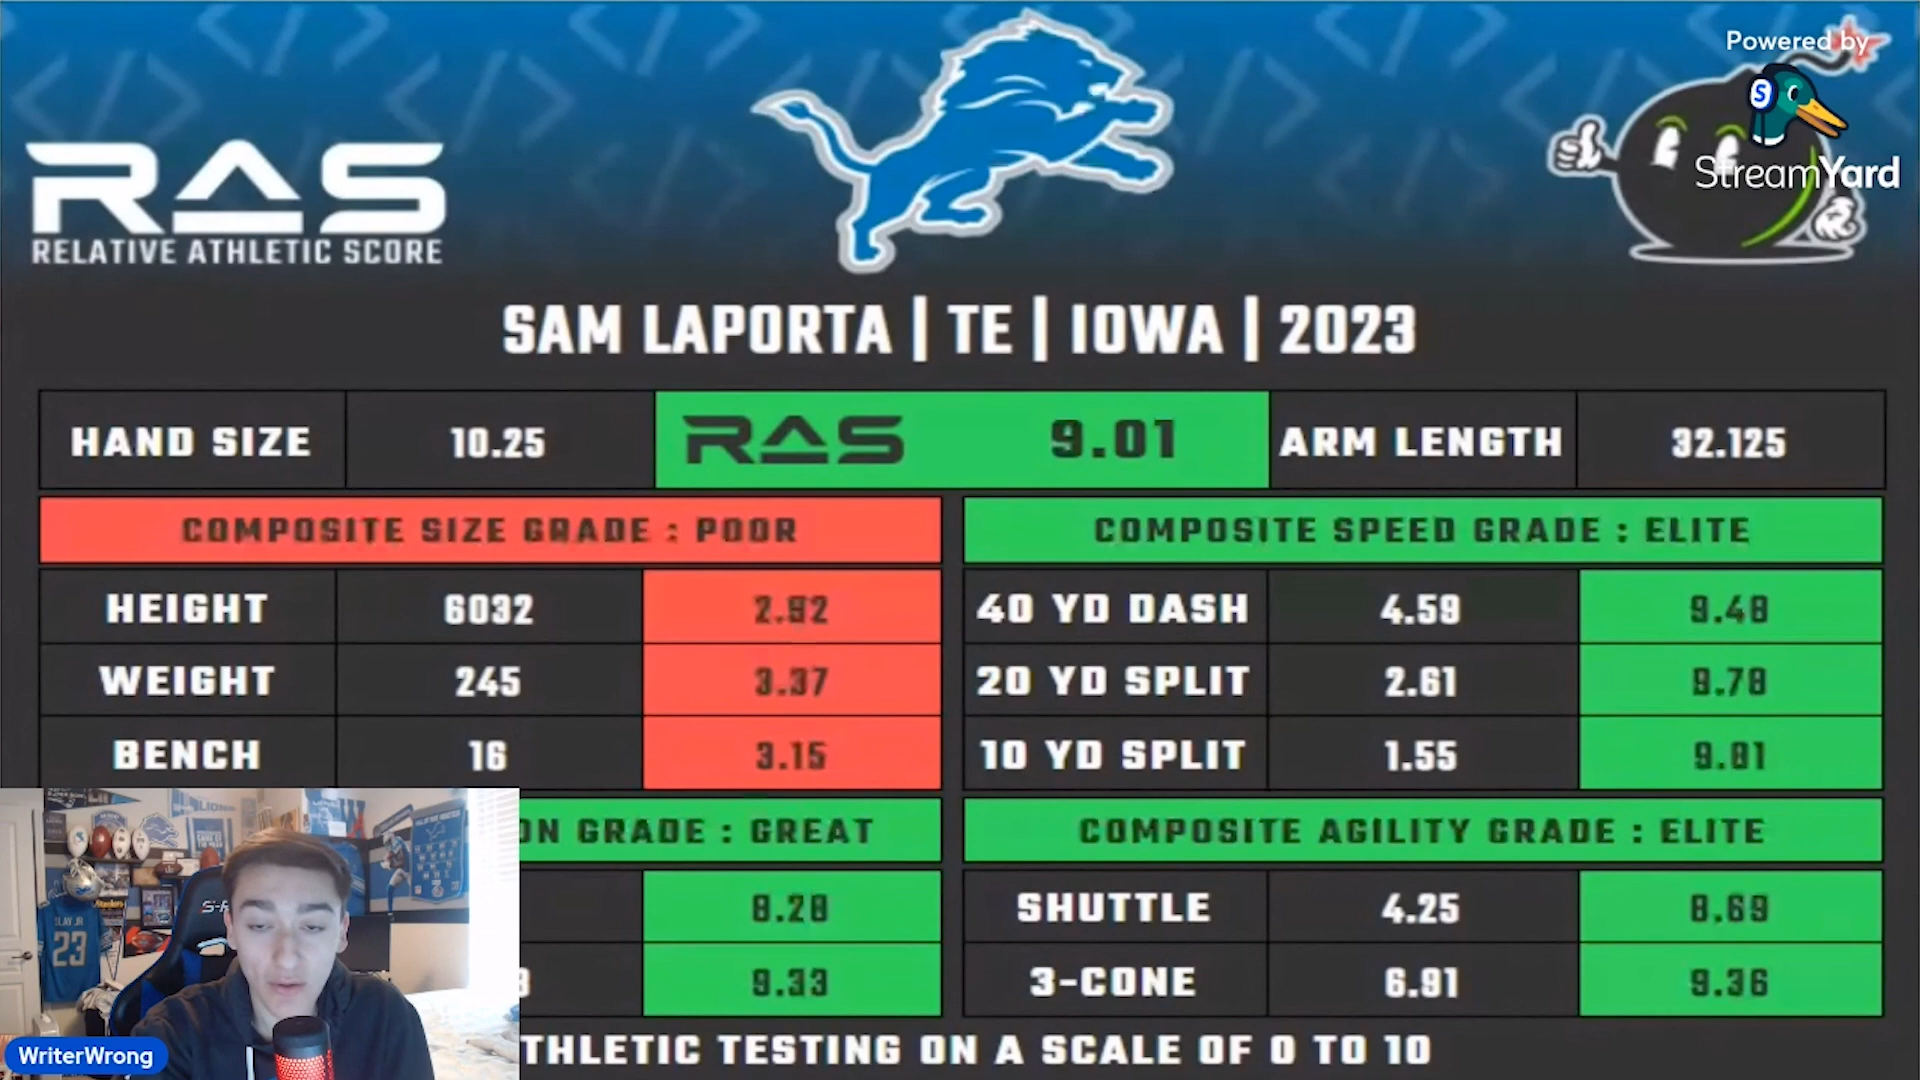 Powered by
S
StreamYard
RAS
RELATIVE ATHLETIC SCORE
SAM LAPORTA | TE | IOWA | 2023
HAND SIZE 10.25 RAS 9.01 ARM LENGTH 32.125
COMPOSITE SIZE GRADE : POOR
HEIGHT 6032 2.92
WEIGHT 245 3.37
BENCH 16 3.15
COMPOSITE SPEED GRADE : ELITE
40 YD DASH 4.59 9.48
20 YD SPLIT 2.61 9.78
10 YD SPLIT 1.55 9.81
ON GRADE : GREAT
8.28
9.33
COMPOSITE AGILITY GRADE : ELITE
SHUTTLE 4.25 8.69
3-CONE 6.91 9.36
THLETIC TESTING ON A SCALE OF 0 TO 10
SLAY JR
23
WriterWrong